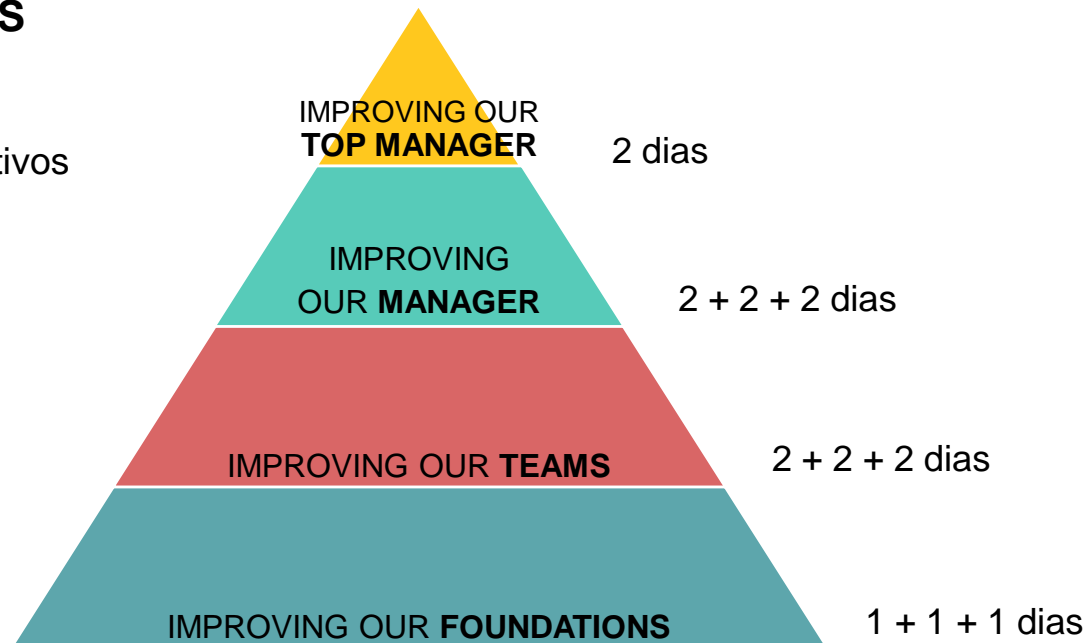 S
IMPROVING OUR
TOP MANAGER
2 dias
tivos
IMPROVING
OUR MANAGER
2 + 2 + 2 dias
IMPROVING OUR TEAMS
2 + 2 + 2 dias
IMPROVING OUR FOUNDATIONS
1 + 1 + 1 dias